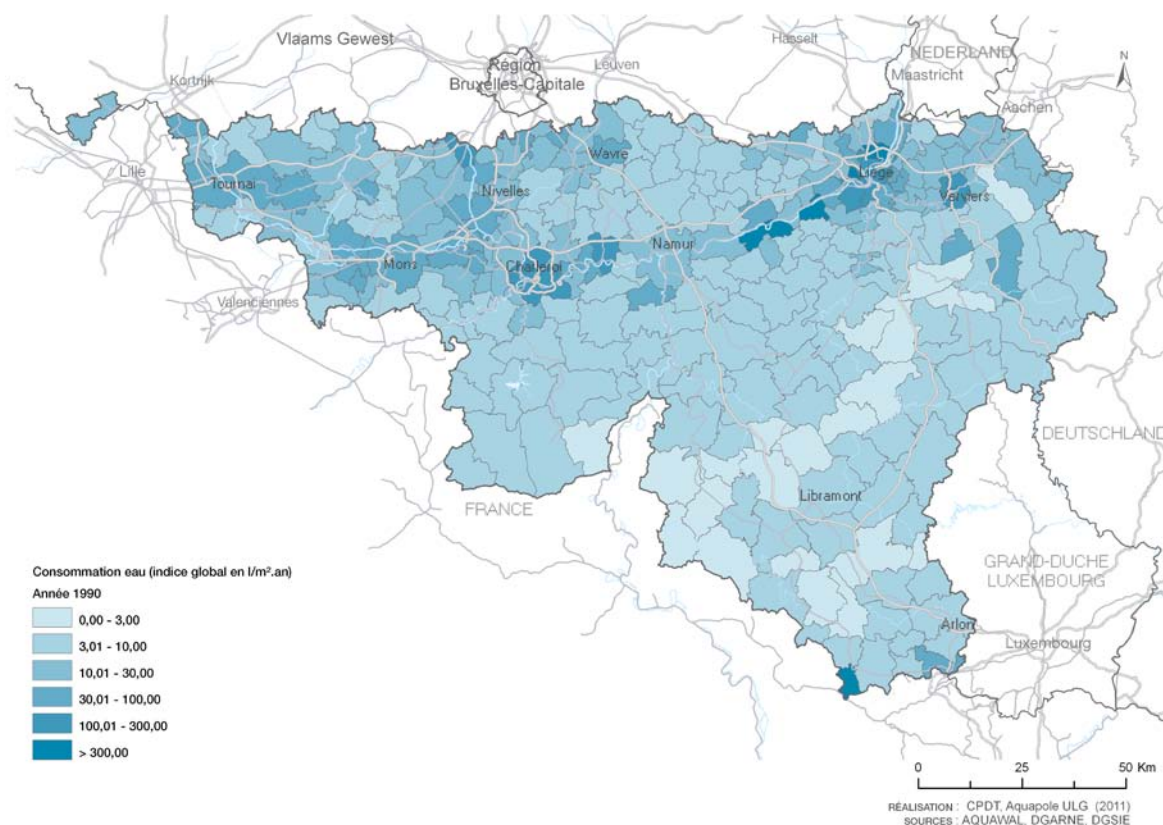 Vlaams Gewest
Hasselt
NEDERLAND
Kortrijk
Région
Bruxelles-Capitale
Leuven
Maastricht
N
Aachen
Lille
Tournai
Wavre
Liège
Nivelles
Verviers
Namur
Mons
Charleroi
Valenciennes
DEUTSCHLAND
Libramont
FRANCE
GRAND-DUCHE
LUXEMBOURG
Consommation eau (indice global en l/m².an)
Année 1990
0,00 - 3,00
3,01 - 10,00
10,01 - 30,00
30,01 - 100,00
100,01 - 300,00
> 300,00
Arlon
Luxembourg
0 25 50 Km
RÉALISATION : CPDT, Aquapole ULG (2011)
SOURCES : AQUAWAL, DGARNE, DGSIE